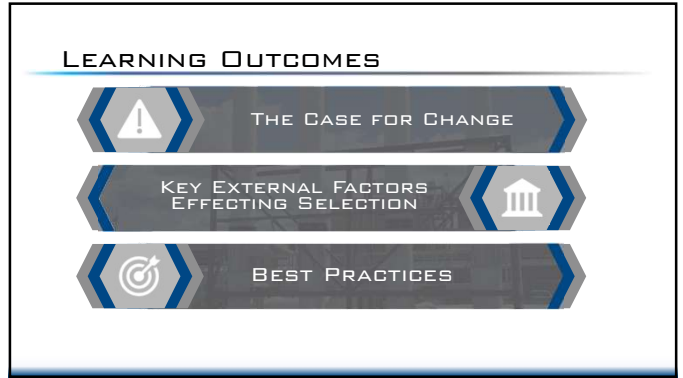 Learning Outcomes
The Case for Change
Key External Factors
Effecting Selection
Best Practices